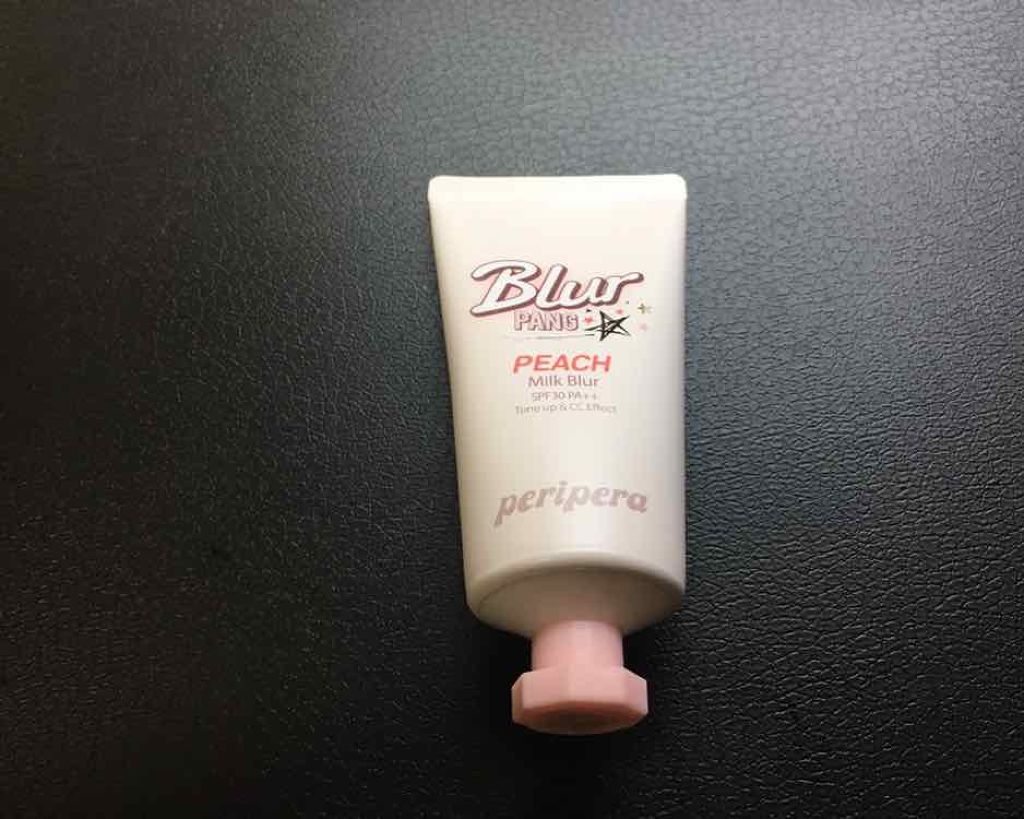 Blur
PANG
PEACH
Milk Blur
SPF30 PA++
Tone up & CC Effect
peripera